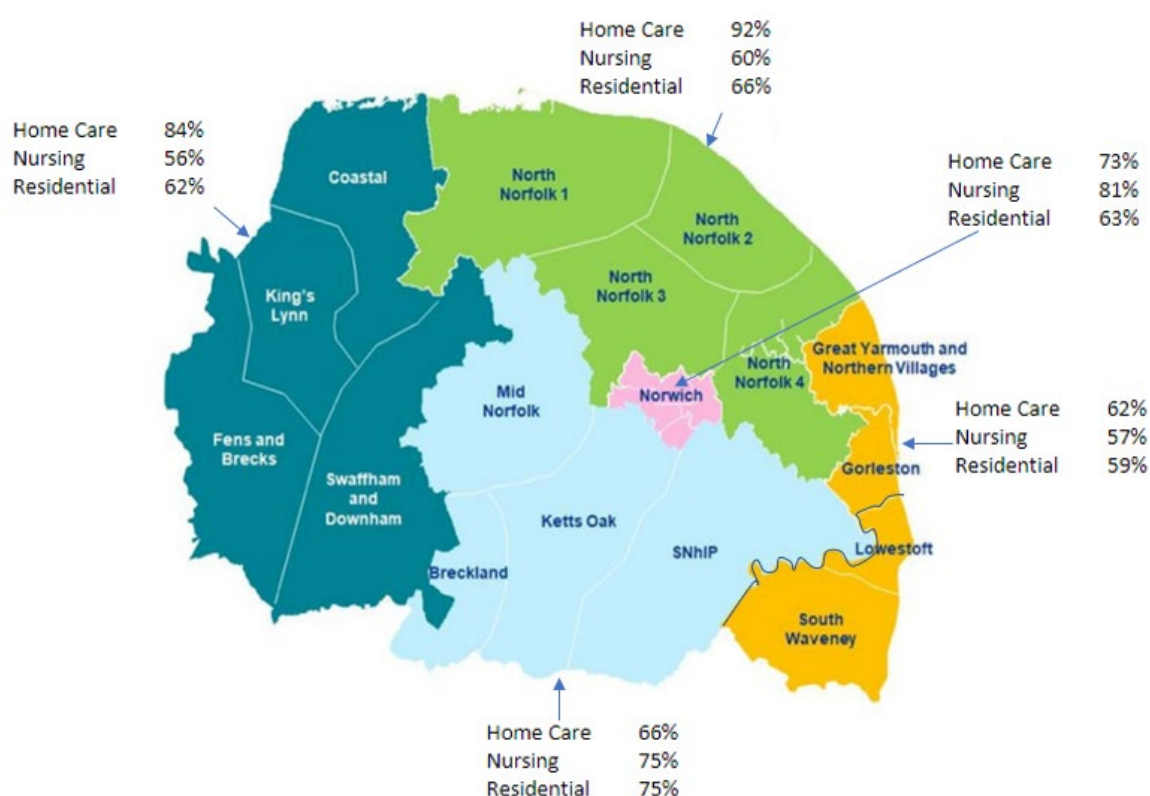 Home Care 92%
Nursing 60%
Residential 66%
Home Care 84%
Nursing 56%
Residential 62%
Home Care 73%
Nursing 81%
Residential 63%
Coastal
North
Norfolk 1
North
Norfolk 2
North
Norfolk 3
King's
Lynn
Great Yarmouth and
Northern Villages
North
Norfolk 4
Norwich
Mid
Norfolk
Home Care 62%
Nursing 57%
Residential 59%
Fens and
Brecks
Gorleston
Swaffham
and
Downham
Ketts Oak
SNhIP
Lowestoft
Breckland
South
Waveney
Home Care 66%
Nursing 75%
Residential 75%